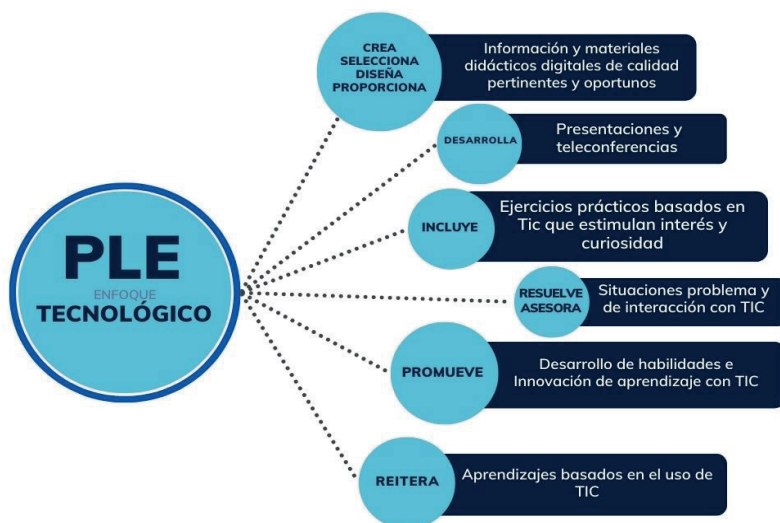 PLE
ENFOQUE
TECNOLÓGICO
CREA
SELECCIONA
DISEÑA
PROPORCIONA
Información y materiales
didácticos digitales de calidad
pertinentes y oportunos
DESARROLLA
Presentaciones y
teleconferencias
INCLUYE
Ejercicios prácticos basados en
Tic que estimulan interés y
curiosidad
RESUELVE
ASESORA
Situaciones problema y
de interacción con TIC
PROMUEVE
Desarrollo de habilidades e
Innovación de aprendizaje con TIC
REITERA
Aprendizajes basados en el uso de
TIC